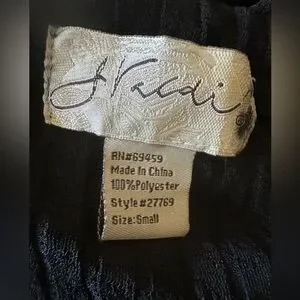 J Valdi
RN#69459
Made in China
100%Polyester
Style#27769
Size:Small